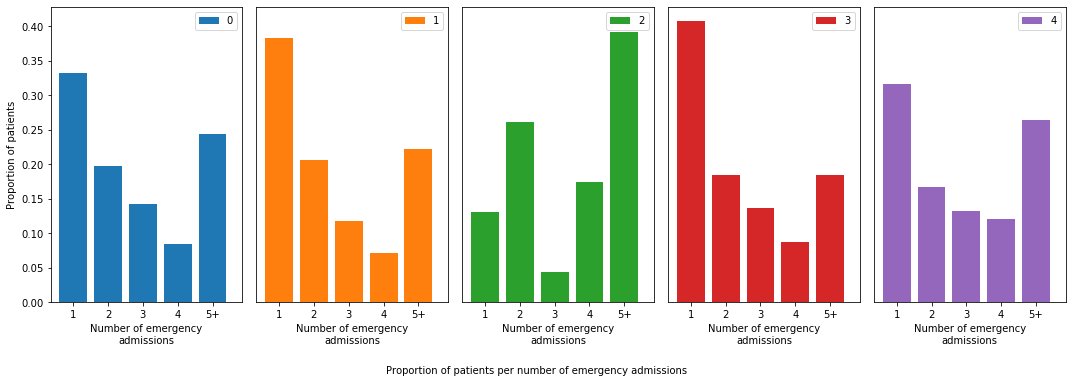 0
1
2
3
4
0.40
0.35
0.30
0.25
0.20
0.15
0.10
0.05
0.00
Proportion of patients
1 2 3 4 5+
1 2 3 4 5+
1 2 3 4 5+
1 2 3 4 5+
1 2 3 4 5+
Number of emergency
admissions
Number of emergency
admissions
Number of emergency
admissions
Number of emergency
admissions
Number of emergency
admissions
Proportion of patients per number of emergency admissions